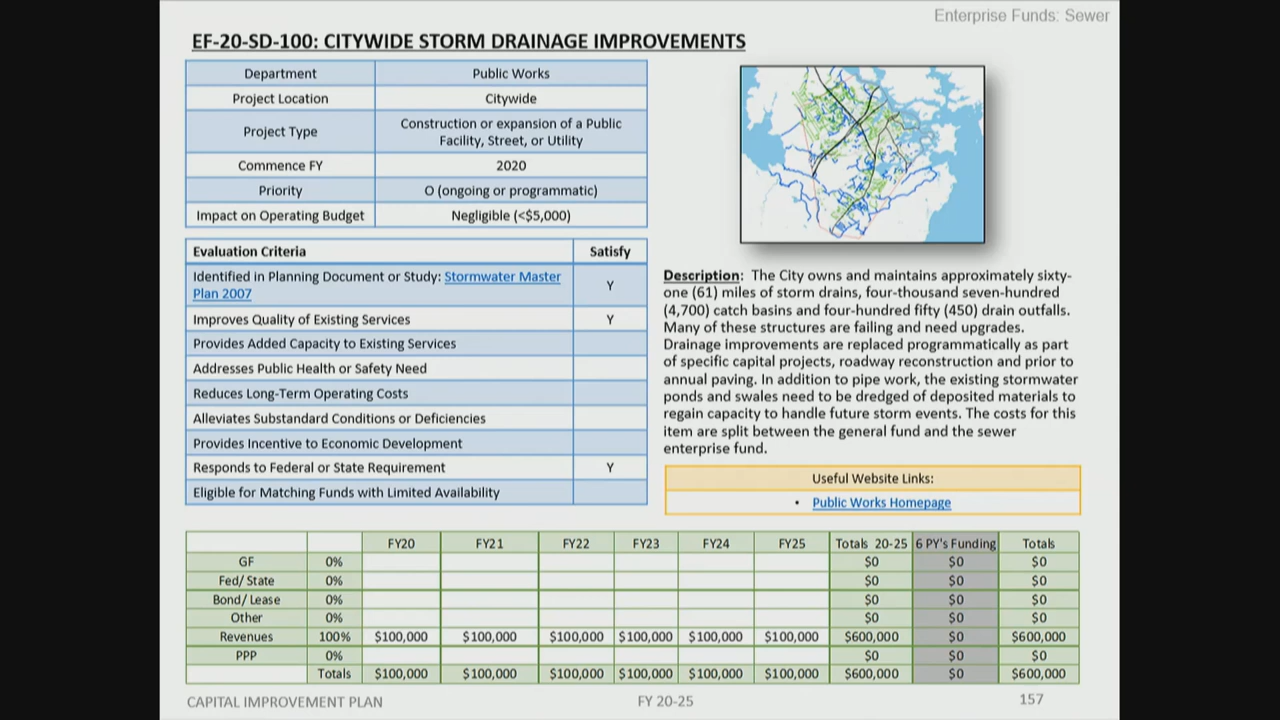 Enterprise Funds: Sewer
EF-20-SD-100: CITYWIDE STORM DRAINAGE IMPROVEMENTS
Department Public Works
Project Location Citywide
Project Type Construction or expansion of a Public
Facility, Street, or Utility
Commence FY 2020
Priority O (ongoing or programmatic)
Impact on Operating Budget Negligible (<$5,000)
Evaluation Criteria Satisfy
Identified in Planning Document or Study: Stormwater Master
Plan 2007 Y
Improves Quality of Existing Services Y
Provides Added Capacity to Existing Services
Addresses Public Health or Safety Need
Reduces Long-Term Operating Costs
Alleviates Substandard Conditions or Deficiencies
Provides Incentive to Economic Development
Responds to Federal or State Requirement Y
Eligible for Matching Funds with Limited Availability
Description: The City owns and maintains approximately sixty-
one (61) miles of storm drains, four-thousand seven-hundred
(4,700) catch basins and four-hundred fifty (450) drain outfalls.
Many of these structures are failing and need upgrades.
Drainage improvements are replaced programmatically as part
of specific capital projects, roadway reconstruction and prior to
annual paving. In addition to pipe work, the existing stormwater
ponds and swales need to be dredged of deposited materials to
regain capacity to handle future storm events. The costs for this
item are split between the general fund and the sewer
enterprise fund.
Useful Website Links:
• Public Works Homepage
FY20 FY21 FY22 FY23 FY24 FY25 Totals 20-25 6 PY's Funding Totals
GF 0% $0 $0 $0
Fed/ State 0% $0 $0 $0
Bond/ Lease 0% $0 $0 $0
Other 0% $0 $0 $0
Revenues 100% $100,000 $100,000 $100,000 $100,000 $100,000 $100,000 $600,000 $0 $600,000
PPP 0% $0 $0 $0
Totals $100,000 $100,000 $100,000 $100,000 $100,000 $100,000 $600,000 $0 $600,000
CAPITAL IMPROVEMENT PLAN FY 20-25 157